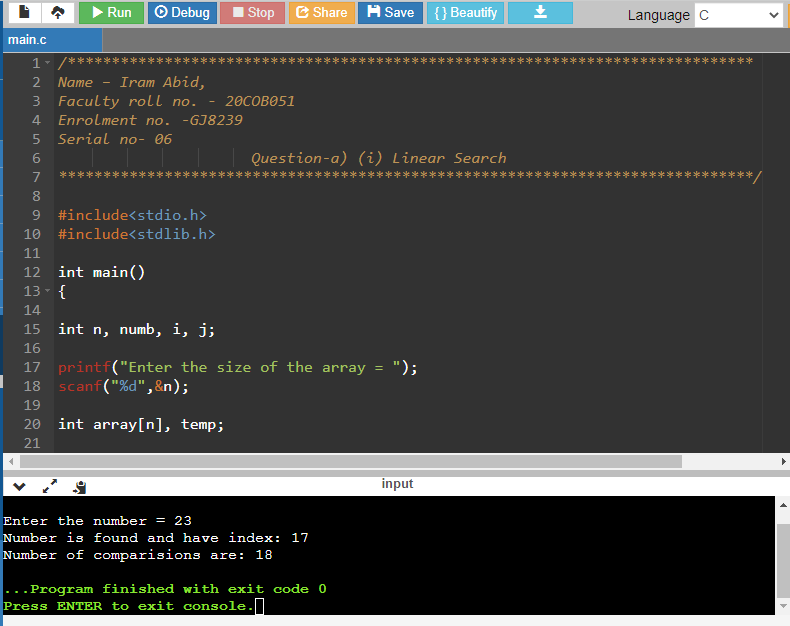 Run Debug Stop Share Save { } Beautify Language C
main.c
1 /******************************************************************************
2 Name - Iram Abid,
3 Faculty roll no. - 20COB051
4 Enrolment no. -GJ8239
5 Serial no- 06
6 Question-a) (i) Linear Search
7 *******************************************************************************/
8
9 #include<stdio.h>
10 #include<stdlib.h>
11
12 int main()
13 {
14
15 int n, numb, i, j;
16
17 printf("Enter the size of the array = ");
18 scanf("%d",&n);
19
20 int array[n], temp;
21
input
Enter the number = 23
Number is found and have index: 17
Number of comparisions are: 18
...Program finished with exit code 0
Press ENTER to exit console.